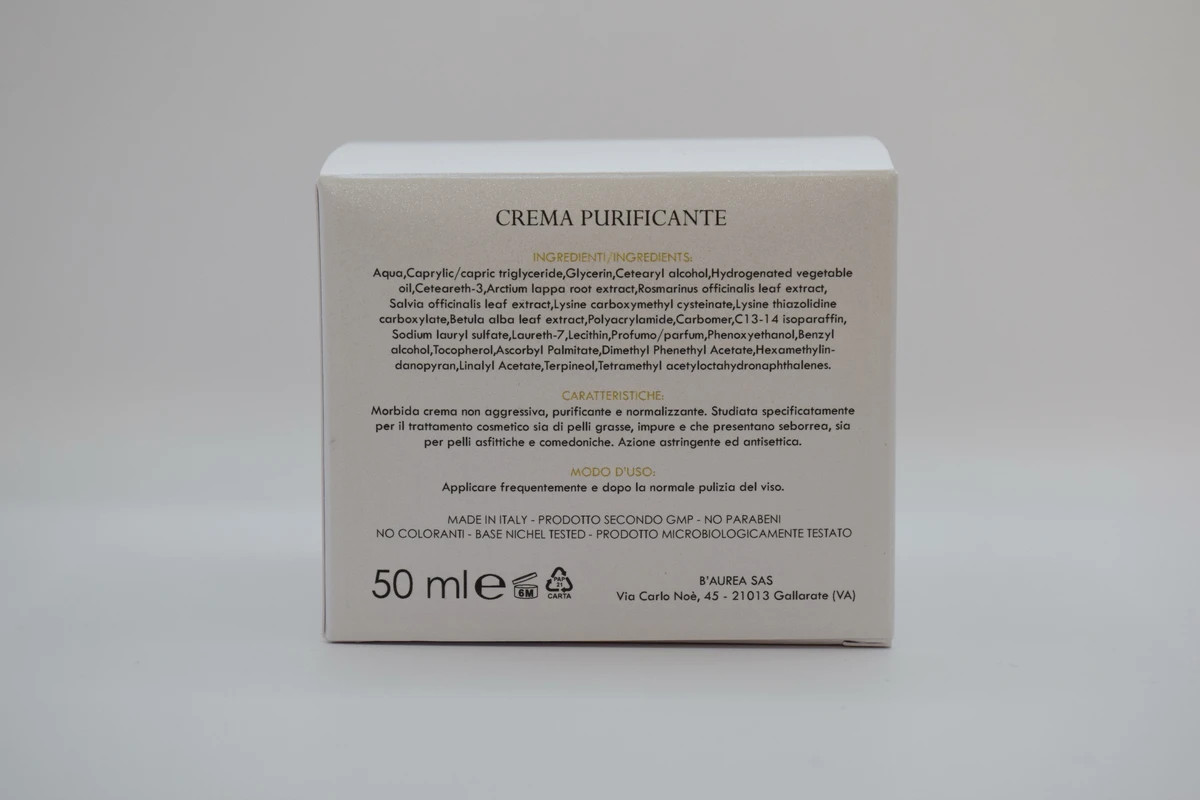 CREMA PURIFICANTE
INGREDIENTI/INGREDIENTS:
Aqua,Caprylic/capric triglyceride,Glycerin,Cetearyl alcohol,Hydrogenated vegetable
oil,Ceteareth-3,Arctium lappa root extract,Rosmarinus officinalis leaf extract,
Salvia officinalis leaf extract,Lysine carboxymethyl cysteinate,Lysine thiazolidine
carboxylate,Betula alba leaf extract,Polyacrylamide,Carbomer,C13-14 isoparaffin,
Sodium lauryl sulfate,Laureth-7,Lecithin,Profumo/parfum,Phenoxyethanol,Benzyl
alcohol,Tocopherol,Ascorbyl Palmitate,Dimethyl Phenethyl Acetate,Hexamethylin-
danopyran,Linalyl Acetate,Terpineol,Tetramethyl acetyloctahydronaphthalenes.
CARATTERISTICHE:
Morbida crema non aggressiva, purificante e normalizzante. Studiata specificatamente
per il trattamento cosmetico sia di pelli grasse, impure e che presentano seborrea, sia
per pelli asfittiche e comedoniche. Azione astringente ed antisettica.
MODO D'USO:
Applicare frequentemente e dopo la normale pulizia del viso.
MADE IN ITALY - PRODOTTO SECONDO GMP - NO PARABENI
NO COLORANTI - BASE NICHEL TESTED - PRODOTTO MICROBIOLOGICAMENTE TESTATO
50 ml e
6M
PAP
21
CARTA
B'AUREA SAS
Via Carlo Noè, 45 - 21013 Gallarate (VA)